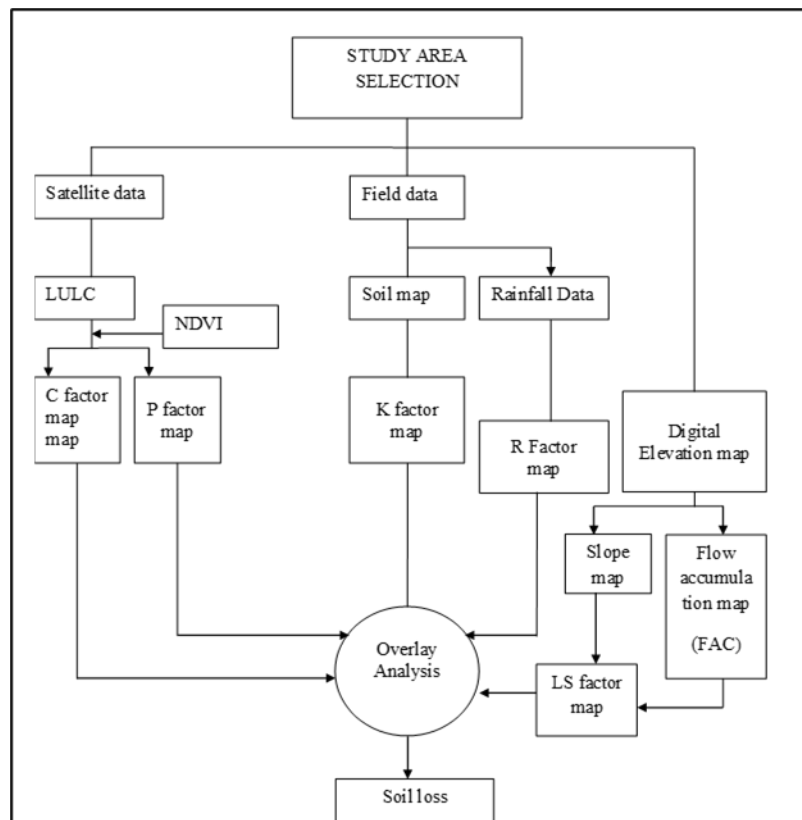 STUDY AREA
SELECTION
Satellite data
Field data
LULC
NDVI
Soil map
Rainfall Data
C factor
map
map
P factor
map
K factor
map
R Factor
map
Digital
Elevation map
Slope
map
Flow
accumula
tion map
(FAC)
Overlay
Analysis
LS factor
map
Soil loss